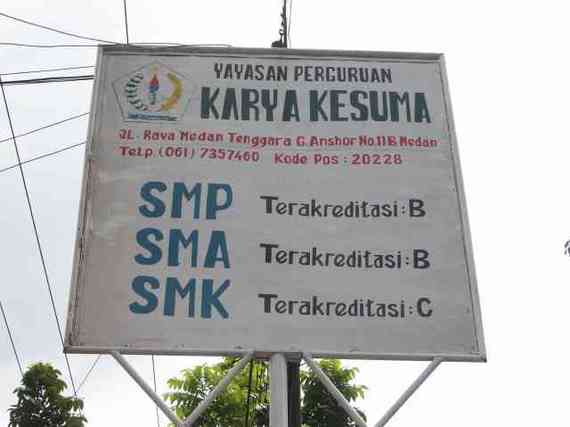 YAYASAN PERGURUAN
KARYA KESUMA
JL. Rava Medan Tenggara G. Anshor No.11B Medan
Telp. (061) 7357460 Kode Pos : 20228
SMP Terakreditasi : B
SMA Terakreditasi : B
SMK Terakreditasi : C